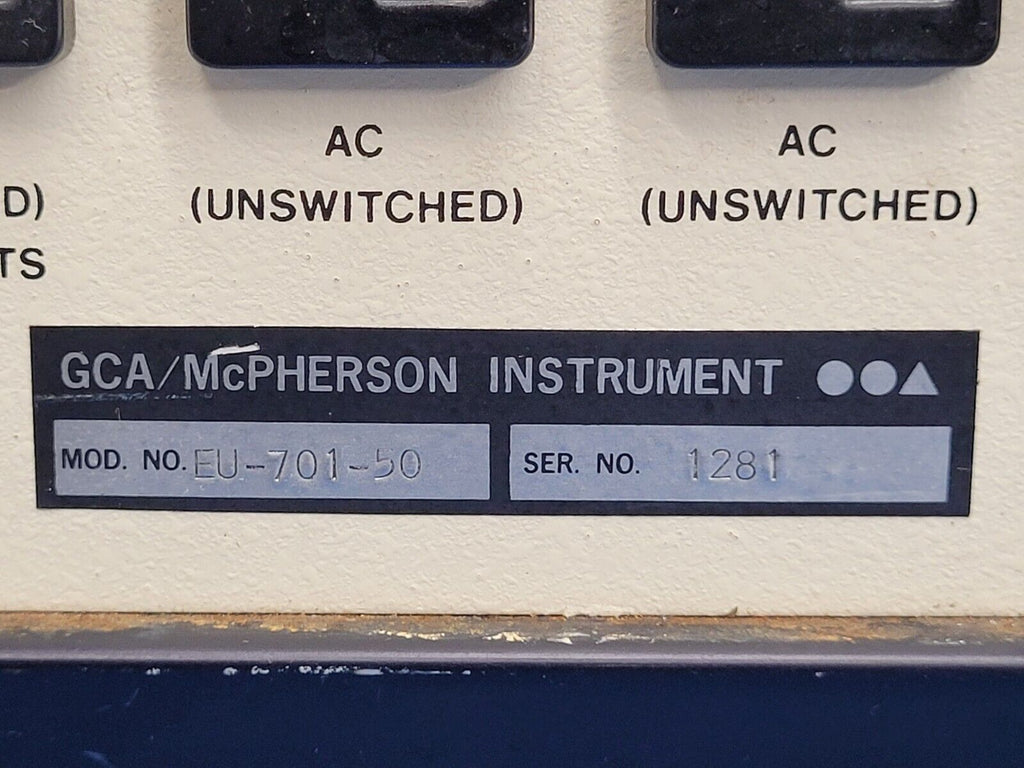 AC
AC
(UNSWITCHED)
(UNSWITCHED)
D)
TS
GCA/McPHERSON INSTRUMENT
MOD. NO. EU-701-50
SER. NO. 1281